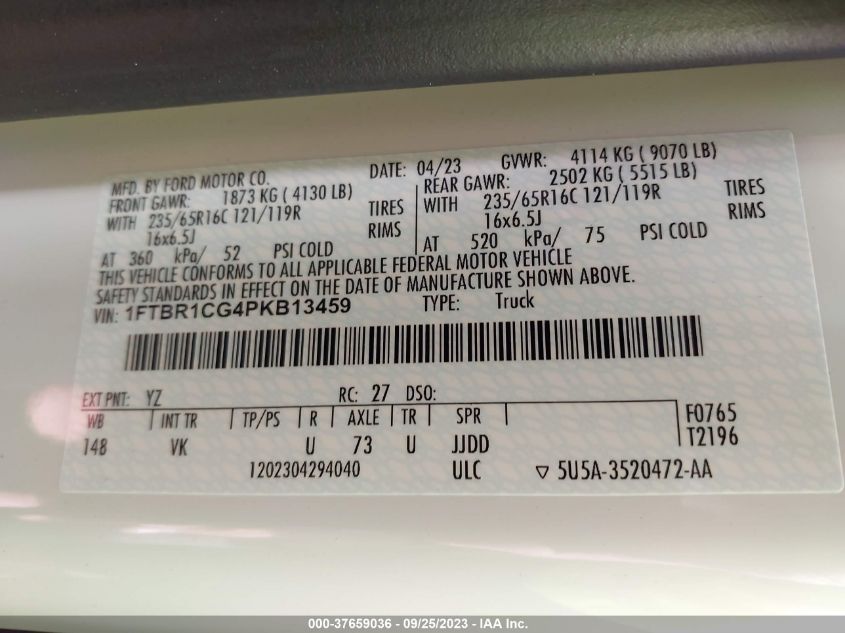 MFD. BY FORD MOTOR CO. DATE: 04/23 GVWR: 4114 KG ( 9070 LB)
FRONT GAWR: 1873 KG ( 4130 LB) REAR GAWR: 2502 KG ( 5515 LB)
WITH 235/65R16C 121/119R TIRES WITH 235/65R16C 121/119R TIRES
16x6.5J RIMS 16x6.5J RIMS
AT 360 kPa/ 52 PSI COLD AT 520 kPa/ 75 PSI COLD
THIS VEHICLE CONFORMS TO ALL APPLICABLE FEDERAL MOTOR VEHICLE
SAFETY STANDARDS IN EFFECT ON THE DATE OF MANUFACTURE SHOWN ABOVE.
VIN: 1FTBR1CG4PKB13459 TYPE: Truck
EXT PNT: YZ RC: 27 DSO:
WB INT TR TP/PS R AXLE TR SPR F0765
148 VK U 73 U JJDD T2196
1202304294040 ULC ▽ 5U5A-3520472-AA
000-37659036 - 09/25/2023 - IAA Inc.